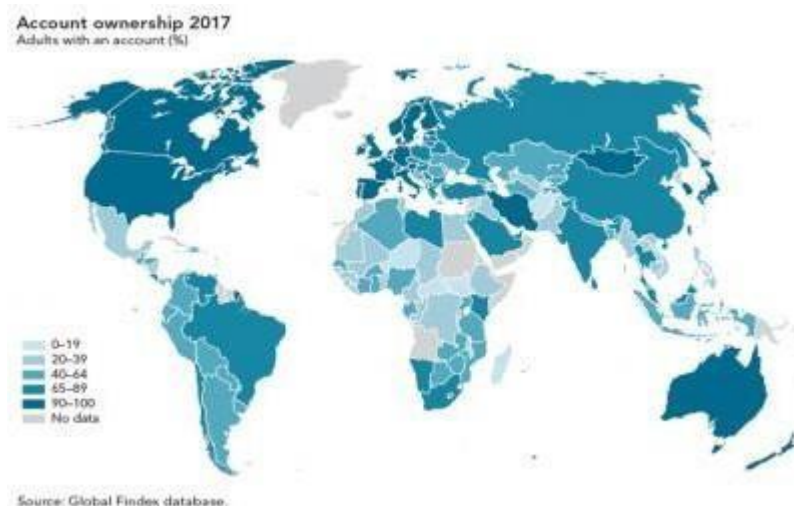 Account ownership 2017
Adults with an account (%)
0–19
20–39
40–64
65–89
90–100
No data
Source: Global Findex database.